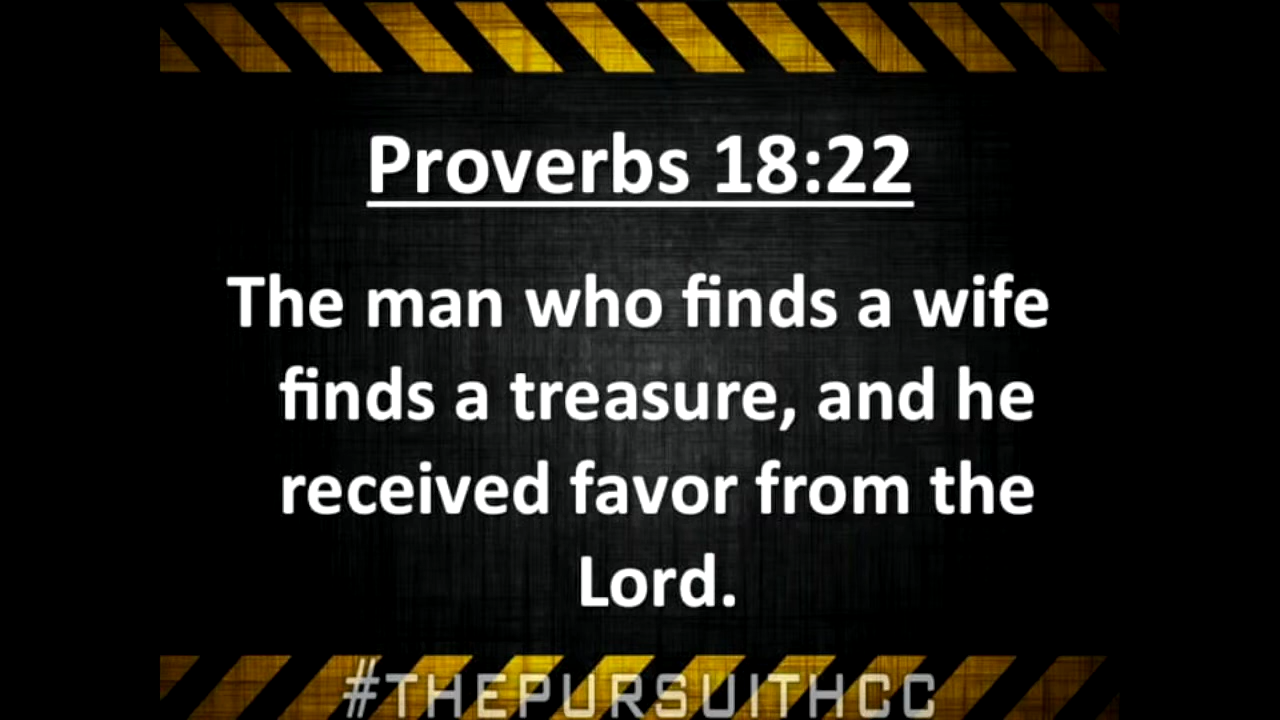 Proverbs 18:22
The man who finds a wife
finds a treasure, and he
received favor from the
Lord.
#THEPURSUITHCC